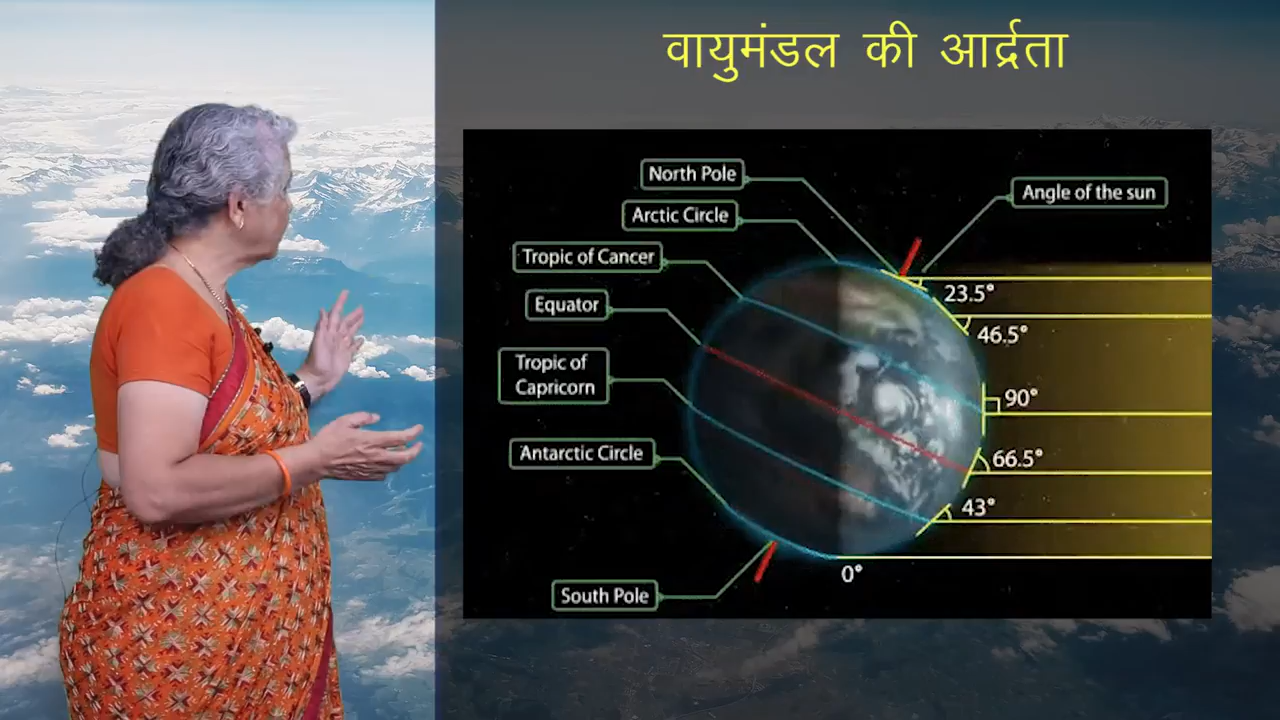 वायुमंडल की आर्द्रता
North Pole
Angle of the sun
Arctic Circle
Tropic of Cancer
23.5°
Equator
46.5°
Tropic of
Capricorn
90°
Antarctic Circle
66.5°
43°
0°
South Pole